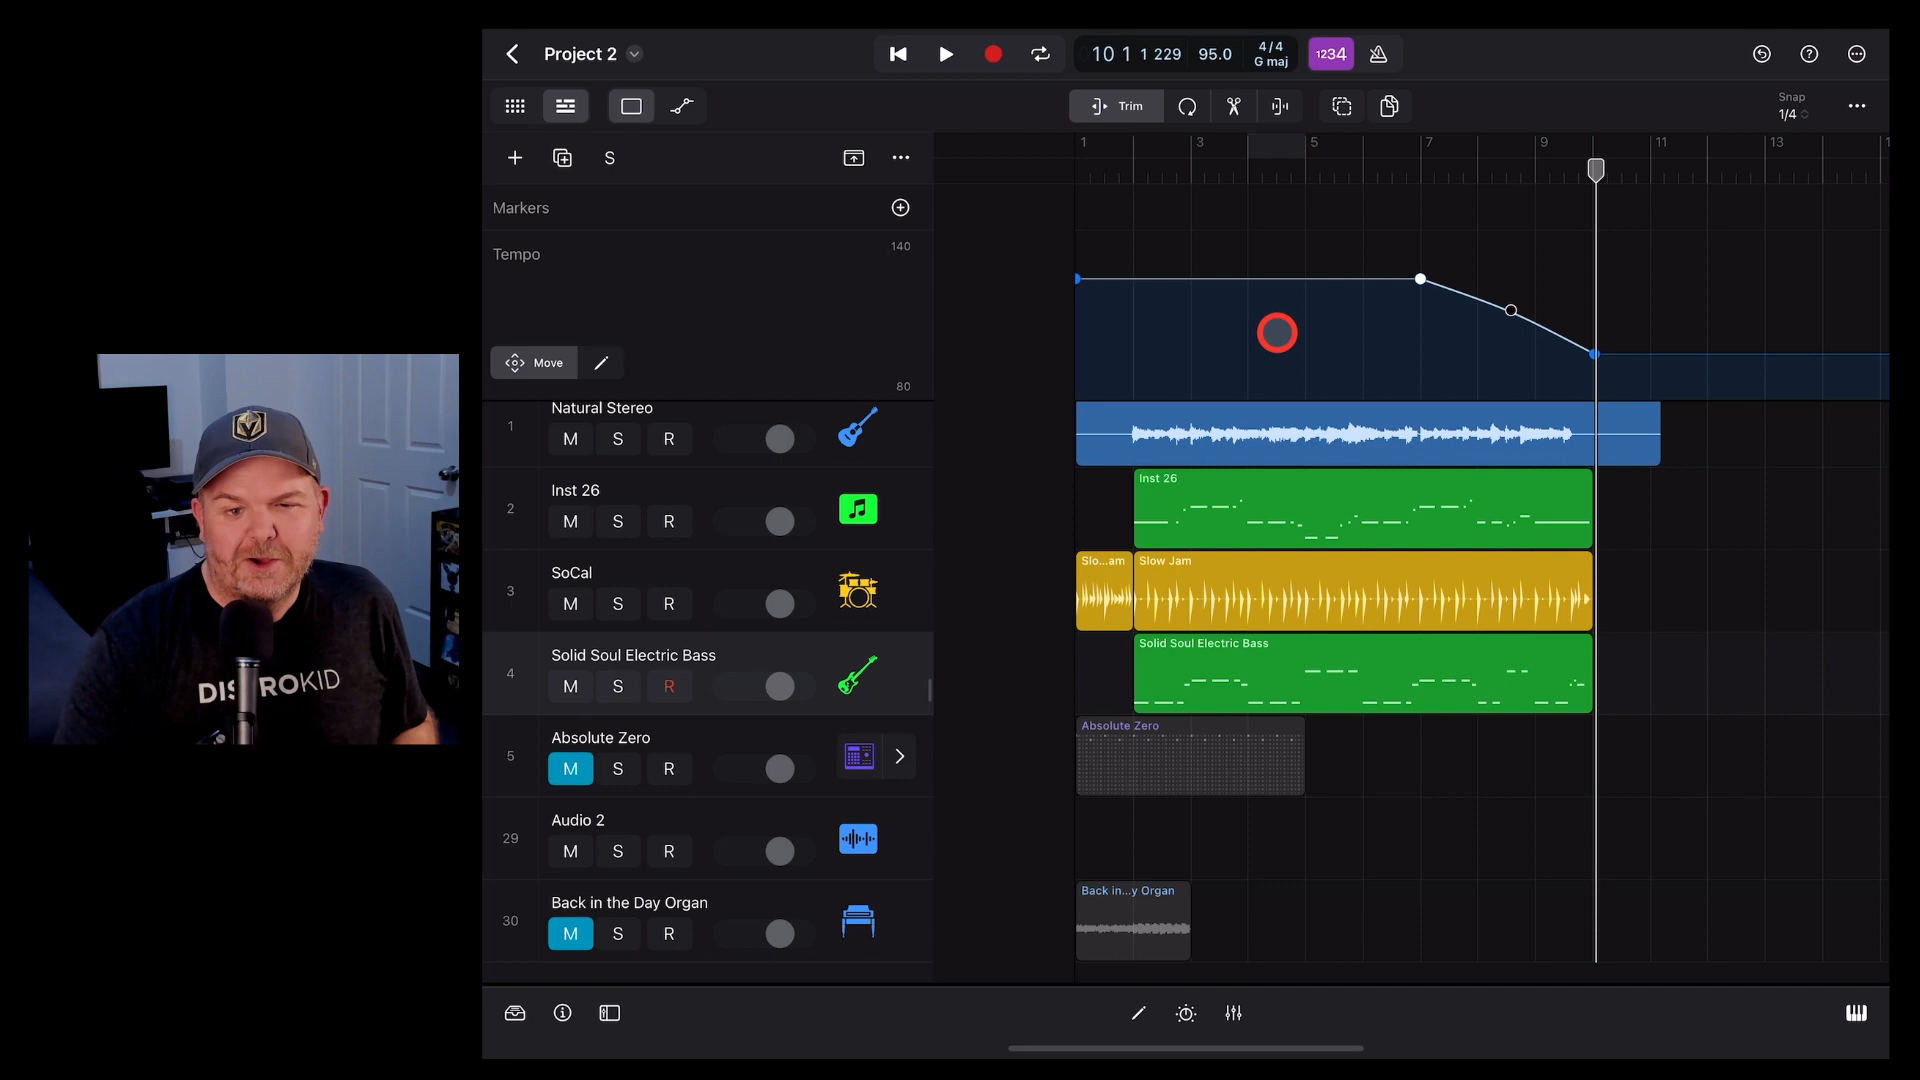 Project 2
10 1 1 229 95.0 4/4
G maj
1234
Trim
Snap
1/4
S
1 3 5 7 9 11 13 1
Markers
Tempo
140
Move
80
1
Natural Stereo
M S R
2
Inst 26
M S R
Inst 26
3
SoCal
M S R
Slo...am
Slow Jam
4
Solid Soul Electric Bass
M S R
Solid Soul Electric Bass
5
Absolute Zero
M S R
Absolute Zero
29
Audio 2
M S R
30
Back in the Day Organ
M S R
Back in...y Organ
V
DISTROKID